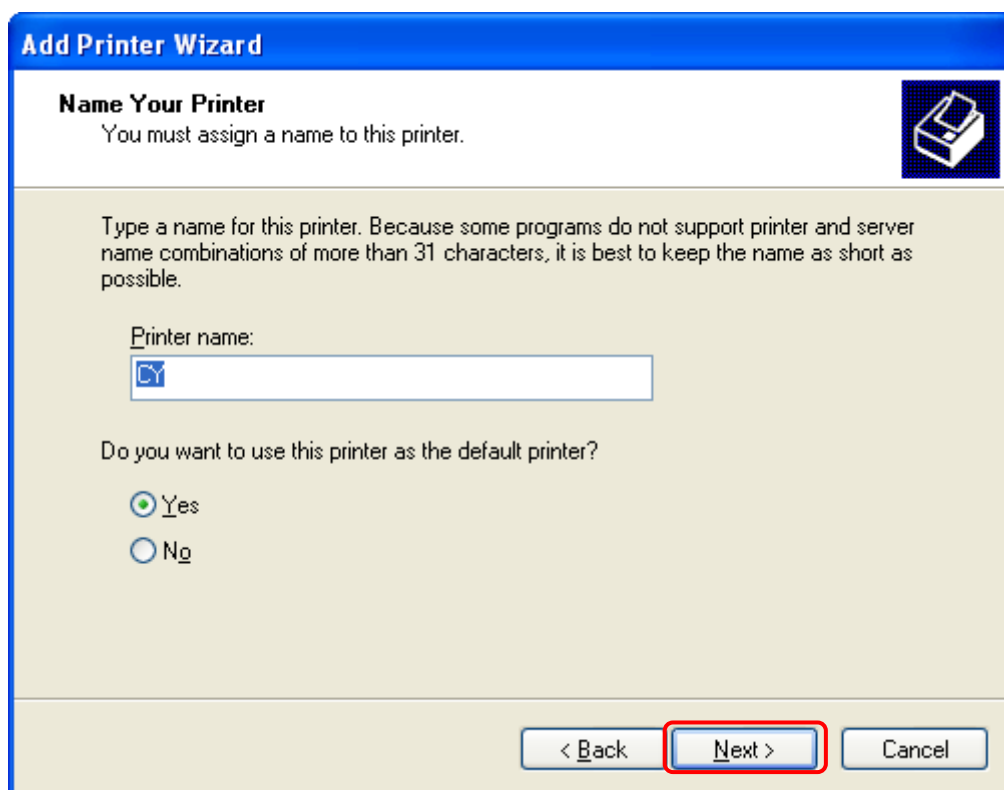 Add Printer Wizard
Name Your Printer
You must assign a name to this printer.
Type a name for this printer. Because some programs do not support printer and server
name combinations of more than 31 characters, it is best to keep the name as short as
possible.
Printer name:
CY
Do you want to use this printer as the default printer?
Yes
No
< Back Next > Cancel